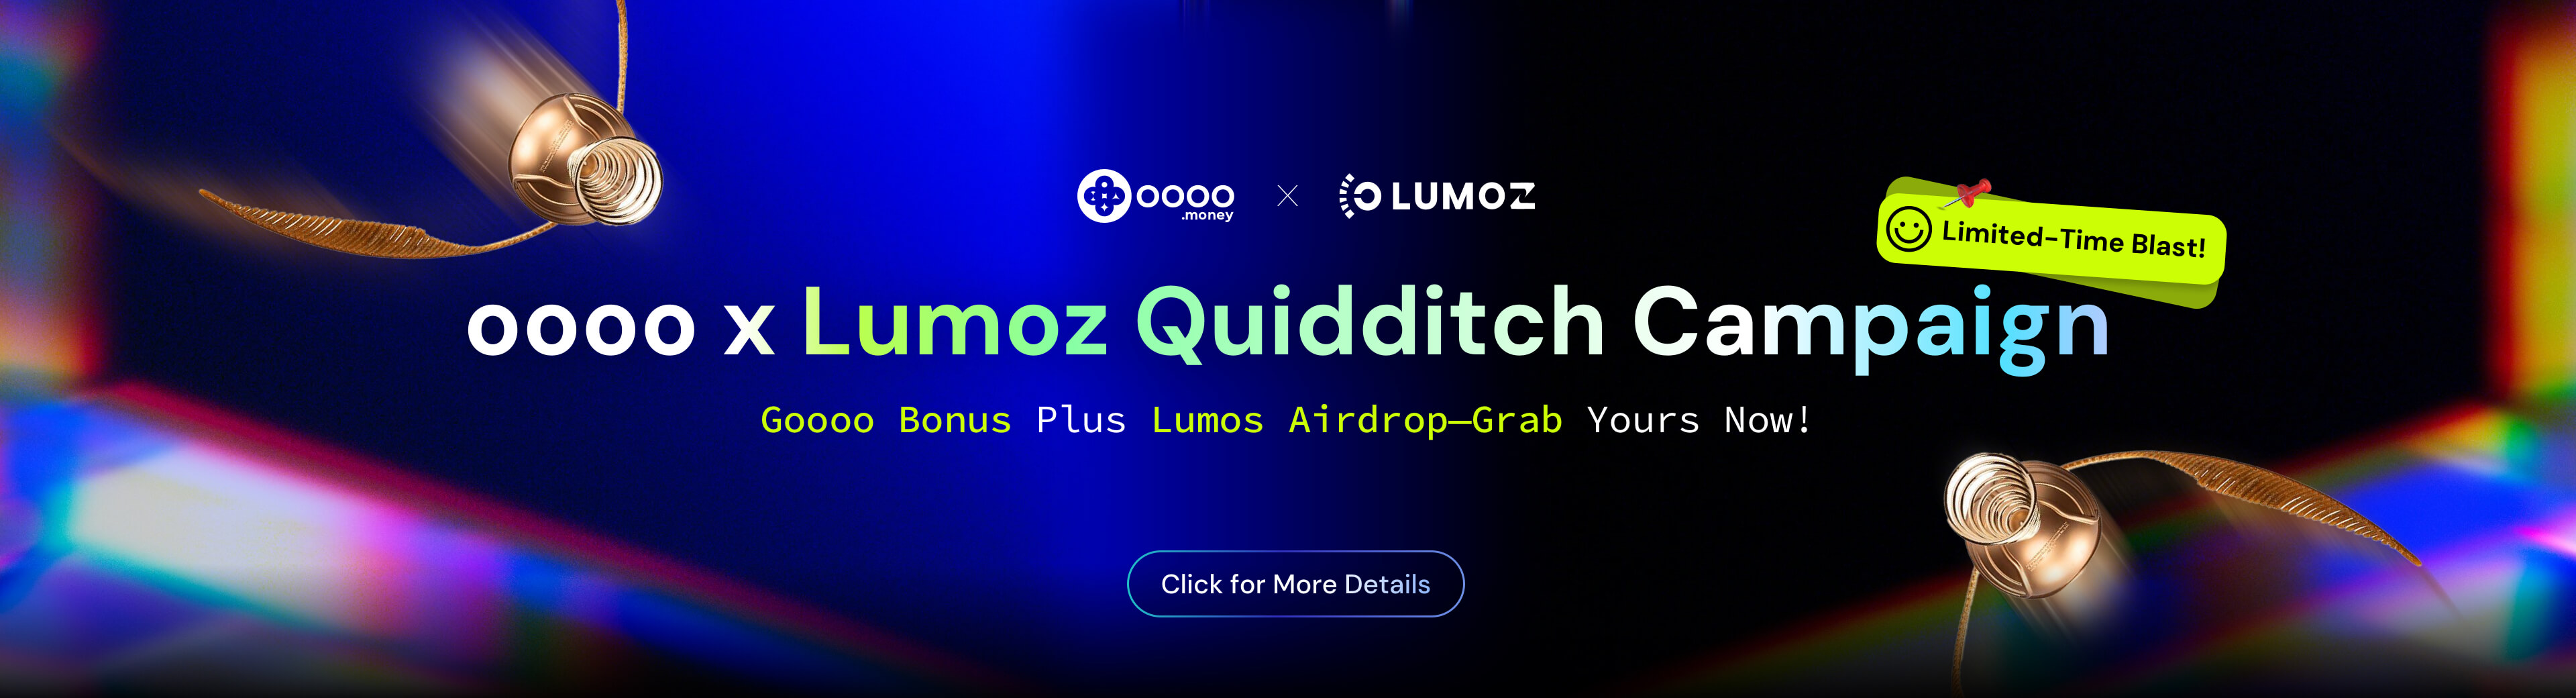 oooo
.money
LUMOZ
Limited-Time Blast!
oooo x Lumoz Quidditch Campaign
Goooo Bonus Plus Lumos Airdrop—Grab Yours Now!
Click for More Details